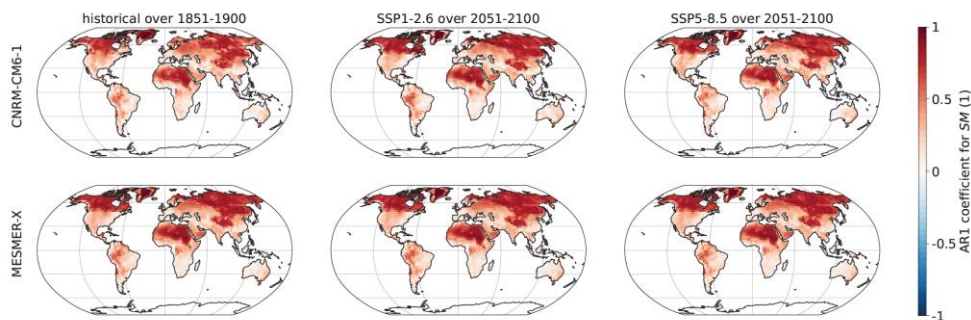 historical over 1851-1900
SSP1-2.6 over 2051-2100
SSP5-8.5 over 2051-2100
CNRM-CM6-1
MESMER-X
1
0.5
0
-0.5
-1
AR1 coefficient for SM (1)